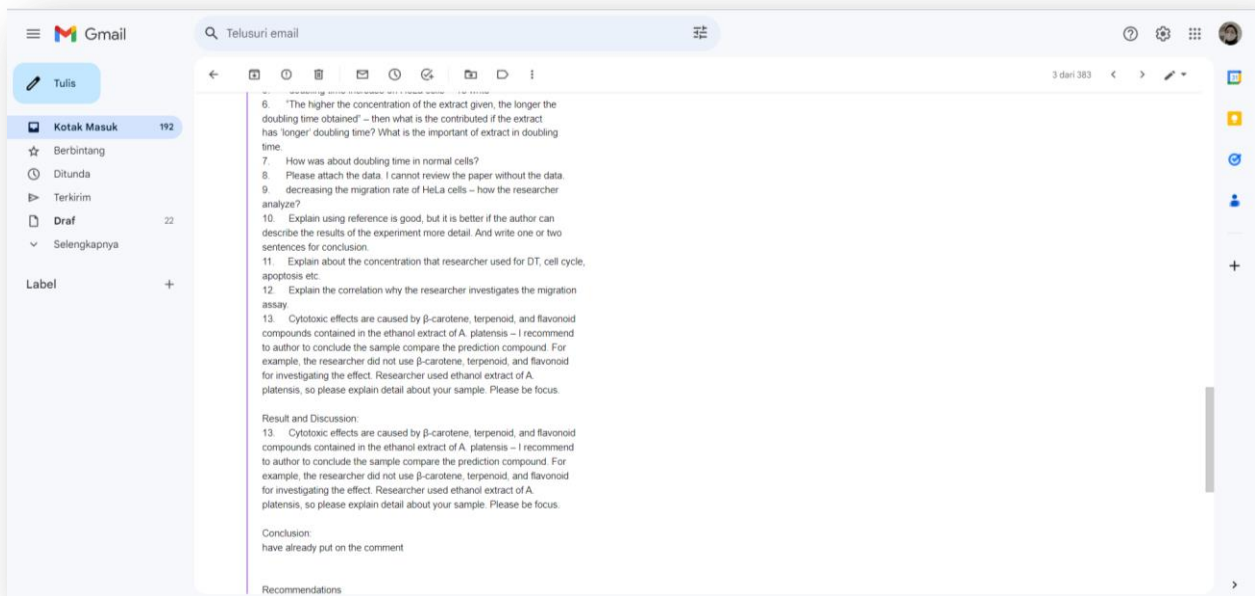 Gmail
Telusuri email
Tulis
3 dari 383
Kotak Masuk 192
Berbintang
Ditunda
Terkirim
Draf 22
Selengkapnya
Label
6. "The higher the concentration of the extract given, the longer the
doubling time obtained" – then what is the contributed if the extract
has 'longer' doubling time? What is the important of extract in doubling
time.
7. How was about doubling time in normal cells?
8. Please attach the data. I cannot review the paper without the data.
9. decreasing the migration rate of HeLa cells – how the researcher
analyze?
10. Explain using reference is good, but it is better if the author can
describe the results of the experiment more detail. And write one or two
sentences for conclusion.
11. Explain about the concentration that researcher used for DT, cell cycle,
apoptosis etc.
12. Explain the correlation why the researcher investigates the migration
assay.
13. Cytotoxic effects are caused by β-carotene, terpenoid, and flavonoid
compounds contained in the ethanol extract of A. platensis – I recommend
to author to conclude the sample compare the prediction compound. For
example, the researcher did not use β-carotene, terpenoid, and flavonoid
for investigating the effect. Researcher used ethanol extract of A.
platensis, so please explain detail about your sample. Please be focus.
Result and Discussion:
13. Cytotoxic effects are caused by β-carotene, terpenoid, and flavonoid
compounds contained in the ethanol extract of A. platensis – I recommend
to author to conclude the sample compare the prediction compound. For
example, the researcher did not use β-carotene, terpenoid, and flavonoid
for investigating the effect. Researcher used ethanol extract of A.
platensis, so please explain detail about your sample. Please be focus.
Conclusion:
have already put on the comment
Recommendations